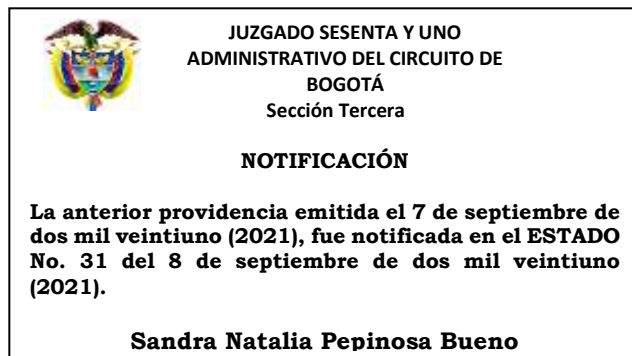 JUZGADO SESENTA Y UNO
ADMINISTRATIVO DEL CIRCUITO DE
BOGOTÁ
Sección Tercera
NOTIFICACIÓN
La anterior providencia emitida el 7 de septiembre de
dos mil veintiuno (2021), fue notificada en el ESTADO
No. 31 del 8 de septiembre de dos mil veintiuno
(2021).
Sandra Natalia Pepinosa Bueno